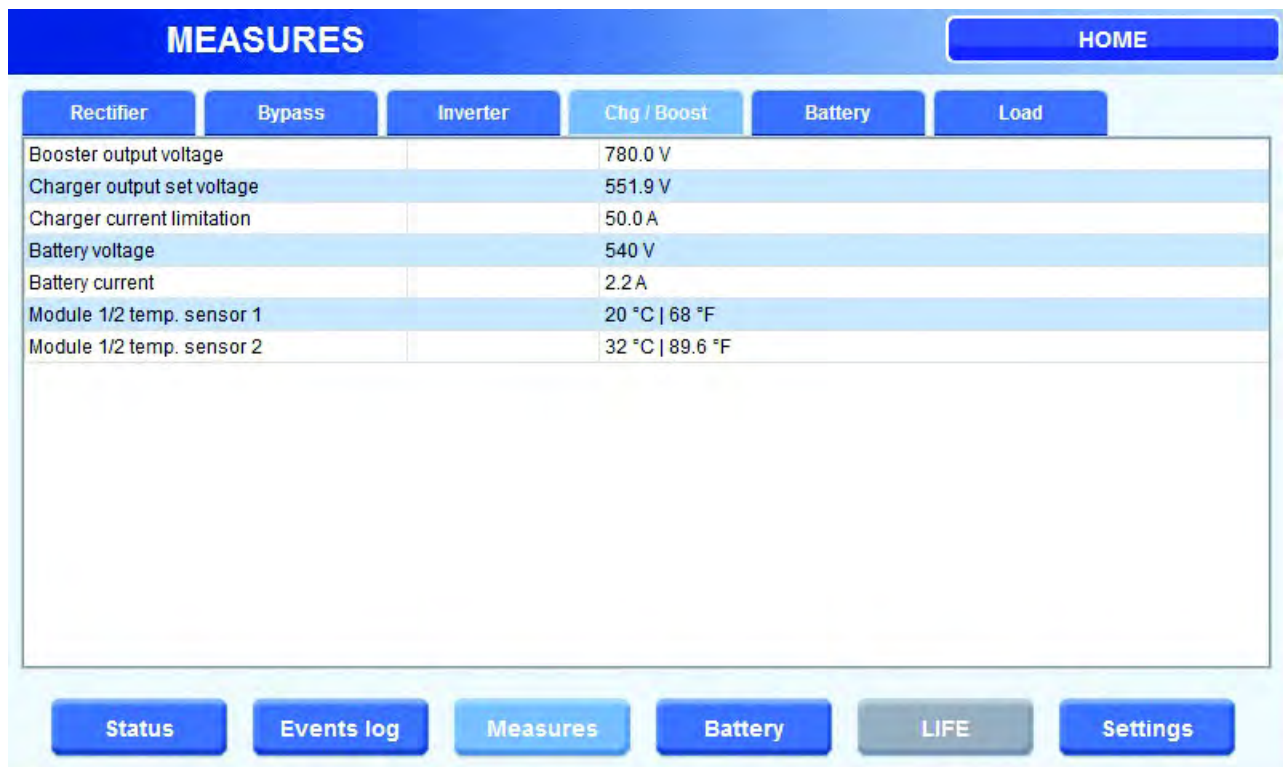 MEASURES HOME
Rectifier Bypass Inverter Chg / Boost Battery Load
Booster output voltage 780.0 V
Charger output set voltage 551.9 V
Charger current limitation 50.0 A
Battery voltage 540 V
Battery current 2.2 A
Module 1/2 temp. sensor 1 20 °C | 68 °F
Module 1/2 temp. sensor 2 32 °C | 89.6 °F
Status Events log Measures Battery LIFE Settings